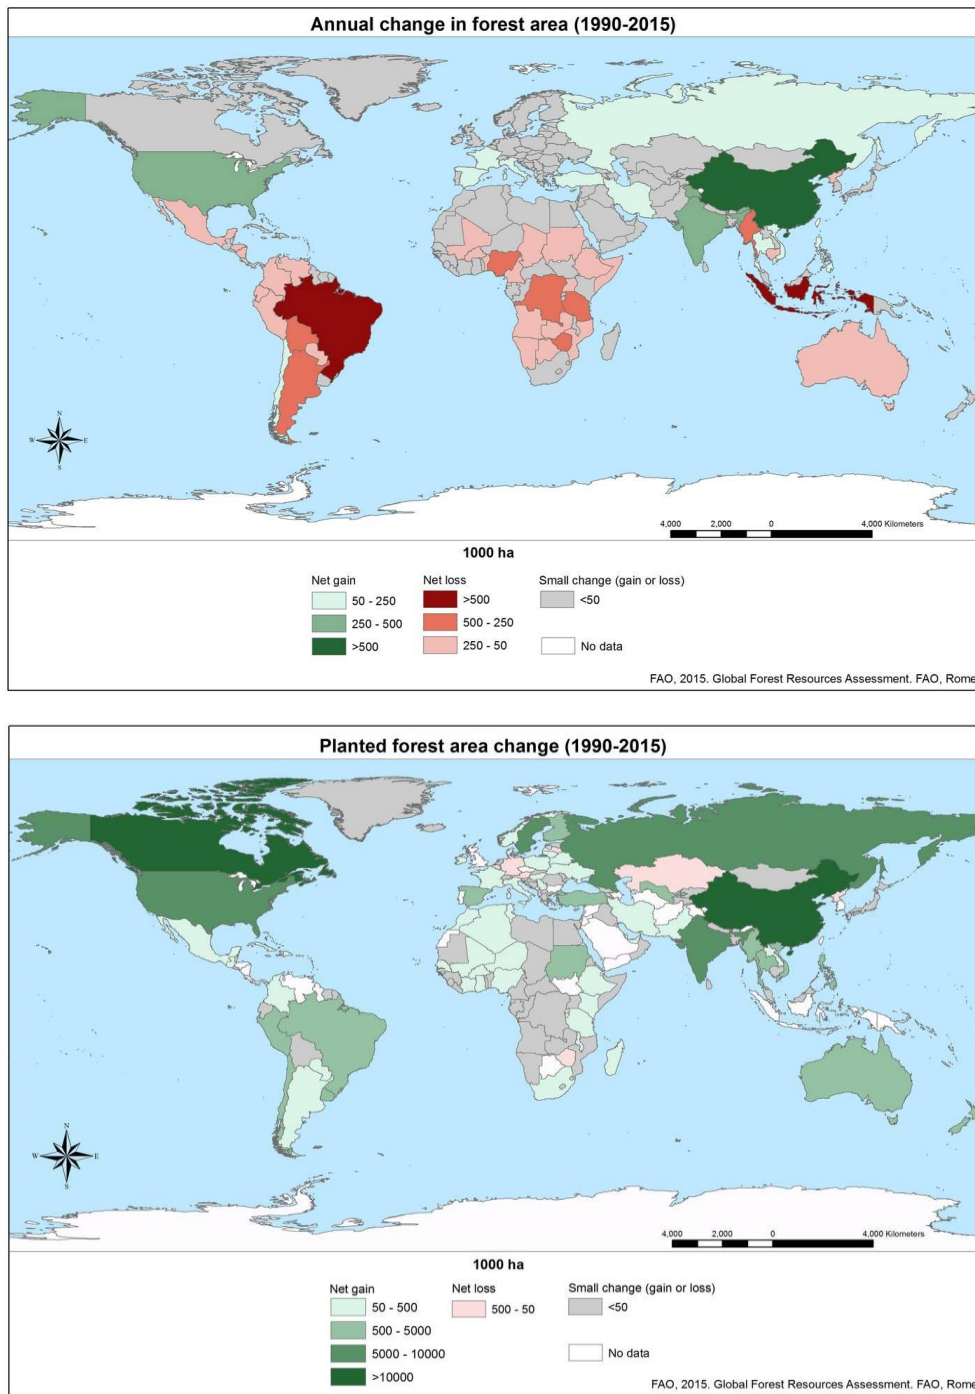 Annual change in forest area (1990-2015)
N
W E
S
4,000 2,000 0 4,000 Kilometers
1000 ha
Net gain Net loss Small change (gain or loss)
50 - 250 >500 <50
250 - 500 500 - 250
>500 250 - 50 No data
FAO, 2015. Global Forest Resources Assessment. FAO, Rome
Planted forest area change (1990-2015)
N
W E
S
4,000 2,000 0 4,000 Kilometers
1000 ha
Net gain Net loss Small change (gain or loss)
50 - 500 500 - 50 <50
500 - 5000
5000 - 10000 No data
>10000
FAO, 2015. Global Forest Resources Assessment. FAO, Rome